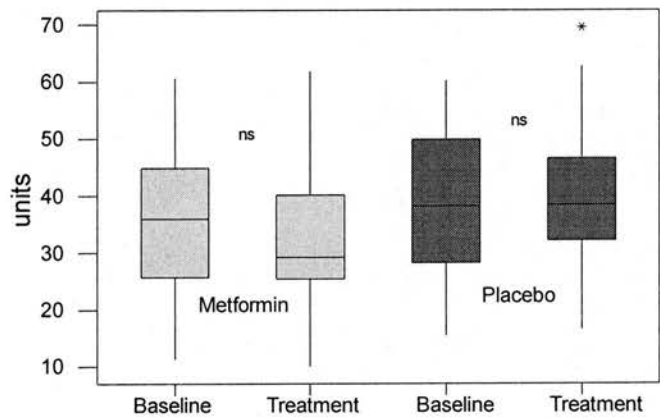 70
60
50
40
30
20
10
units
ns
ns
*
Metformin
Placebo
Baseline Treatment Baseline Treatment